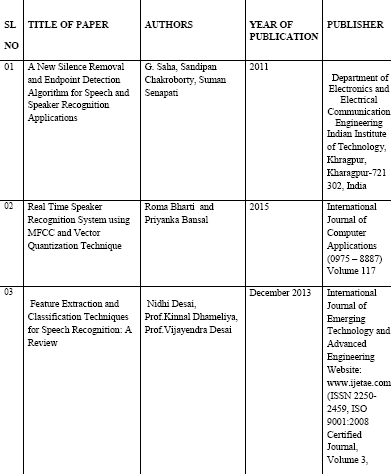 SL NO
TITLE OF PAPER
AUTHORS
YEAR OF PUBLICATION
PUBLISHER
01
A New Silence Removal
and Endpoint Detection
Algorithm for Speech and
Speaker Recognition
Applications
G. Saha, Sandipan
Chakroborty, Suman
Senapati
2011
Department of
Electronics and
Electrical
Communication
Engineering
Indian Institute
of Technology,
Khragpur,
Kharagpur-721
302, India
02
Real Time Speaker
Recognition System using
MFCC and Vector
Quantization Technique
Roma Bharti and
Priyanka Bansal
2015
International
Journal of
Computer
Applications
(0975 – 8887)
Volume 117
03
Feature Extraction and
Classification Techniques
for Speech Recognition: A
Review
Nidhi Desai,
Prof.Kinnal Dhameliya,
Prof.Vijayendra Desai
December 2013
International
Journal of
Emerging
Technology and
Advanced
Engineering
Website:
www.ijetae.com
(ISSN 2250-
2459, ISO
9001:2008
Certified
Journal,
Volume 3,